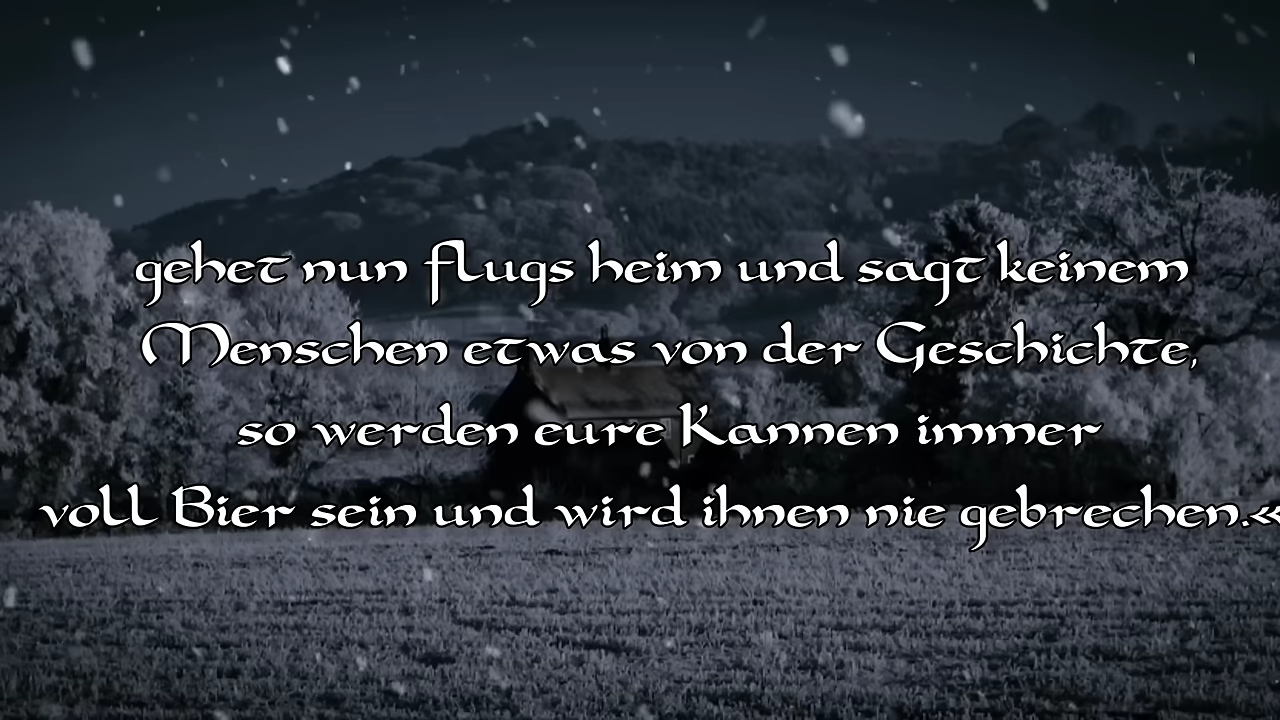 gehet nun flugs heim und sagt keinem
Menschen etwas von der Geschichte,
so werden eure Kannen immer
voll Bier sein und wird ihnen nie gebrechen.«